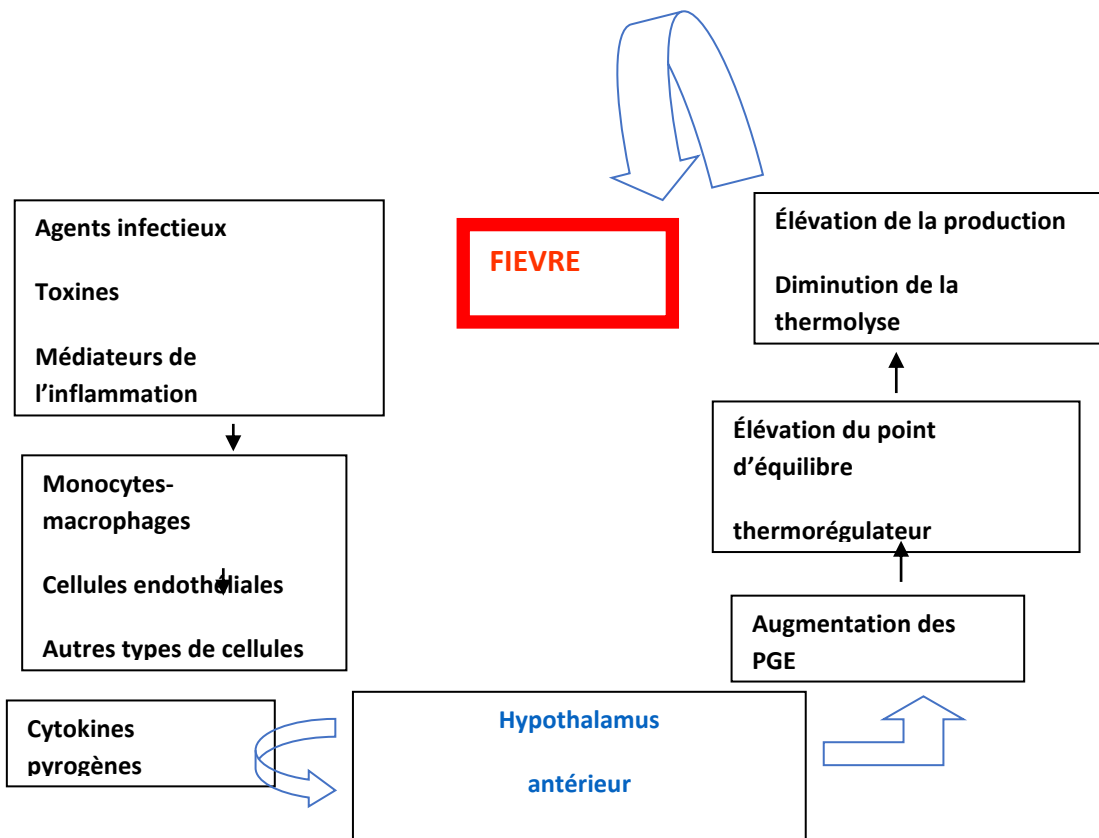 Agents infectieux
Toxines
Médiateurs de
l’inflammation
Monocytes-
macrophages
Cellules endothéliales
Autres types de cellules
Cytokines
pyrogènes
Hypothalamus
antérieur
Augmentation des
PGE
Élévation du point
d’équilibre
thermorégulateur
Élévation de la production
Diminution de la
thermolyse
FIEVRE